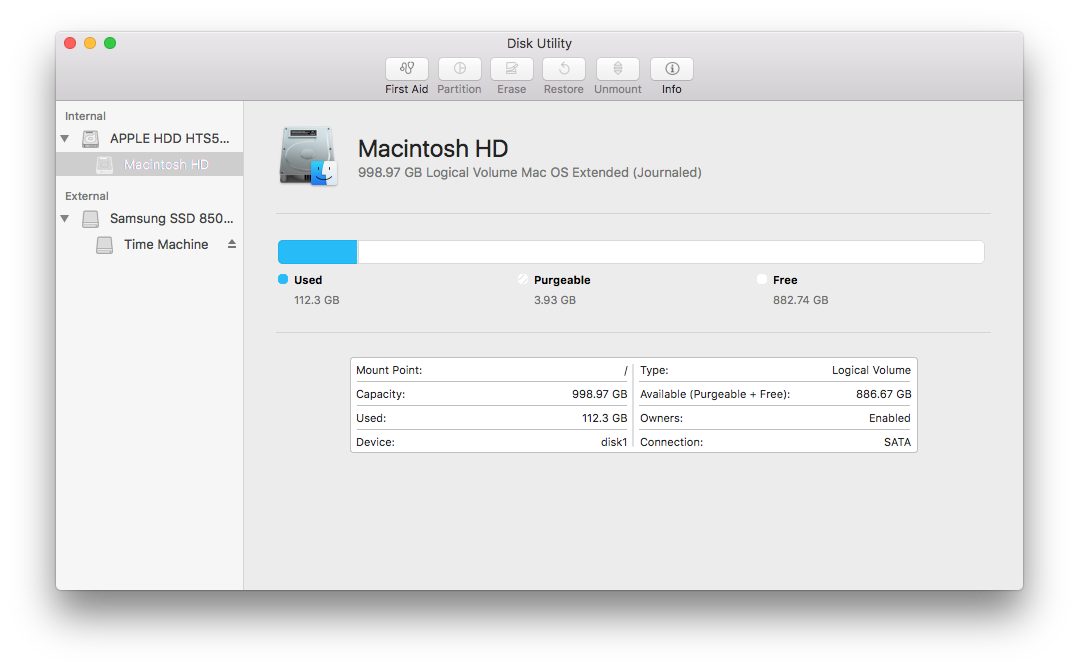 Disk Utility
First Aid Partition Erase Restore Unmount Info
Internal
APPLE HDD HTS5...
Macintosh HD
External
Samsung SSD 850...
Time Machine
Macintosh HD
998.97 GB Logical Volume Mac OS Extended (Journaled)
Used Purgeable Free
112.3 GB 3.93 GB 882.74 GB
Mount Point: / Type: Logical Volume
Capacity: 998.97 GB Available (Purgeable + Free): 886.67 GB
Used: 112.3 GB Owners: Enabled
Device: disk1 Connection: SATA